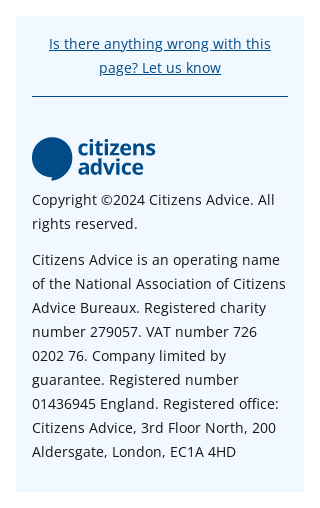 Is there anything wrong with this
page? Let us know
citizens
advice
Copyright ©2024 Citizens Advice. All
rights reserved.
Citizens Advice is an operating name
of the National Association of Citizens
Advice Bureaux. Registered charity
number 279057. VAT number 726
0202 76. Company limited by
guarantee. Registered number
01436945 England. Registered office:
Citizens Advice, 3rd Floor North, 200
Aldersgate, London, EC1A 4HD